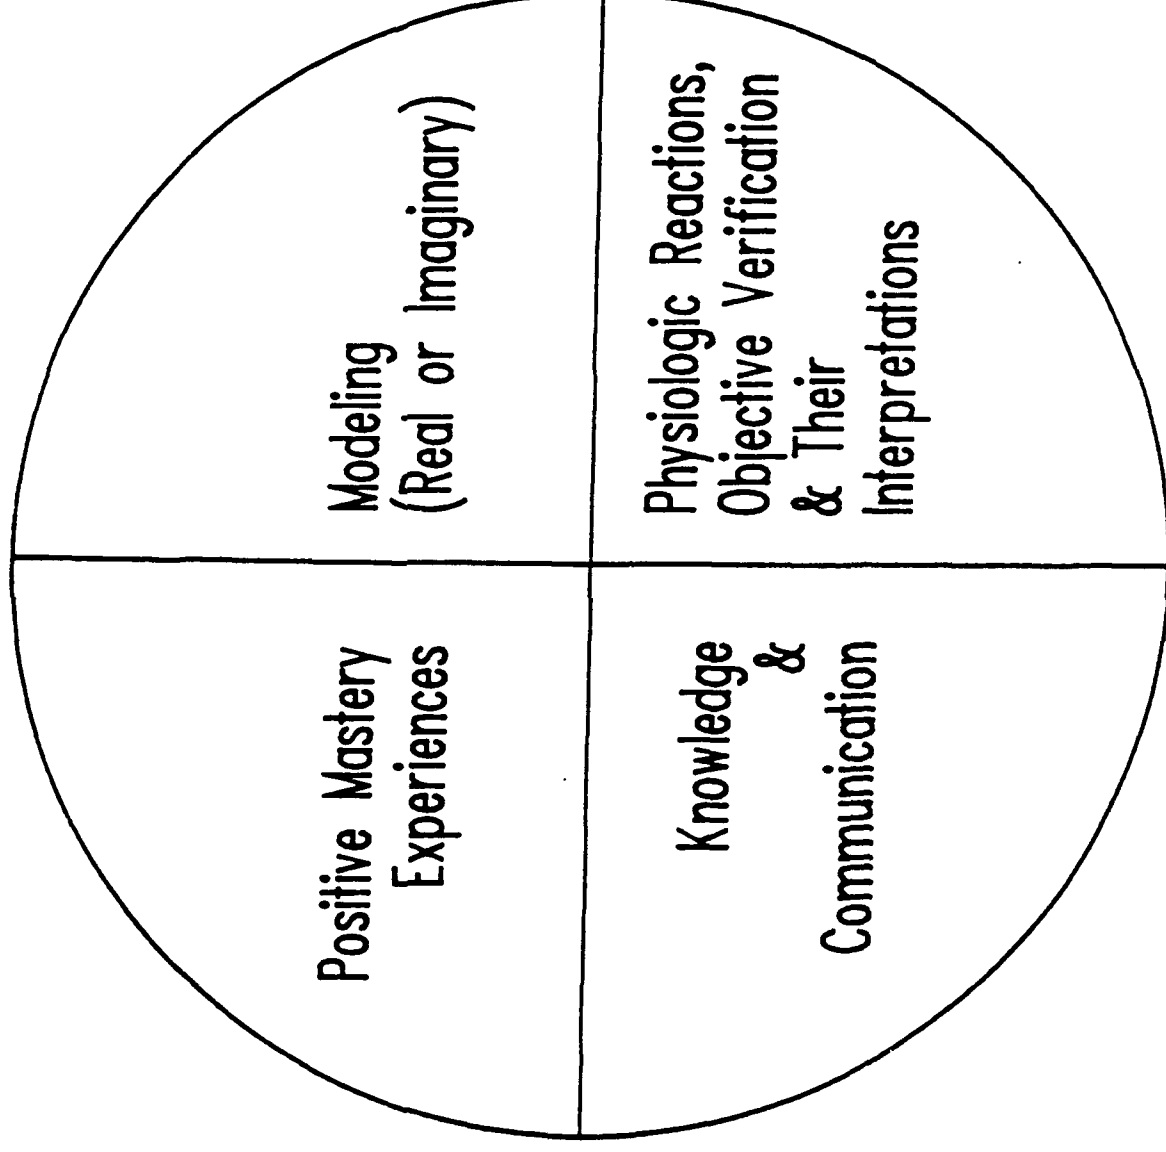 Positive Mastery
Experiences
Modeling
(Real or Imaginary)
Knowledge
&
Communication
Physiologic Reactions,
Objective Verification
& Their
Interpretations